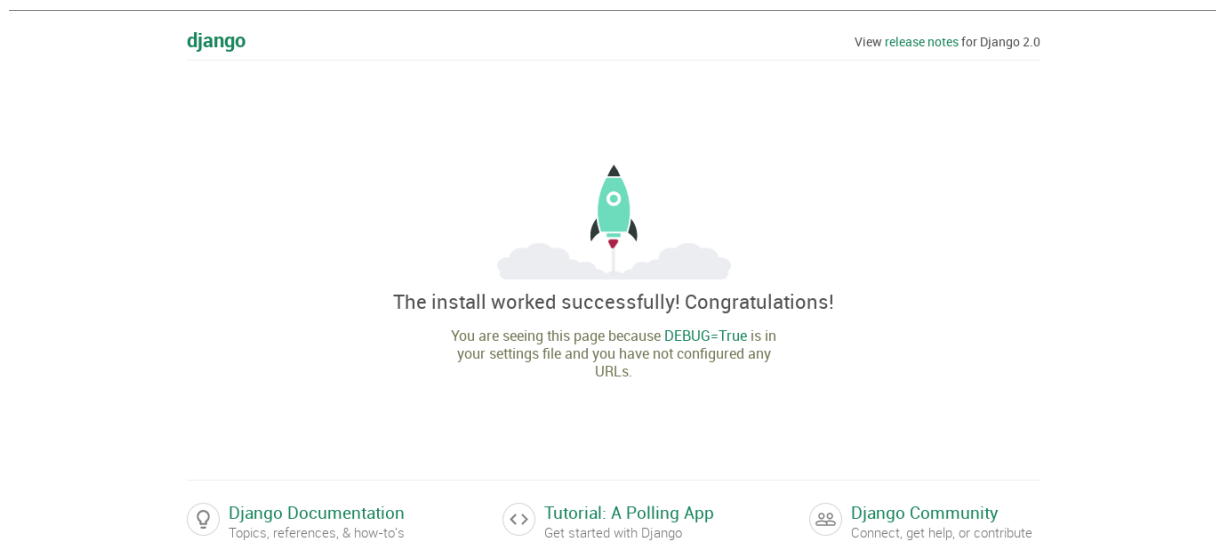 django
View release notes for Django 2.0
The install worked successfully! Congratulations!
You are seeing this page because DEBUG=True is in
your settings file and you have not configured any
URLs.
Django Documentation
Topics, references, & how-to's
Tutorial: A Polling App
Get started with Django
Django Community
Connect, get help, or contribute